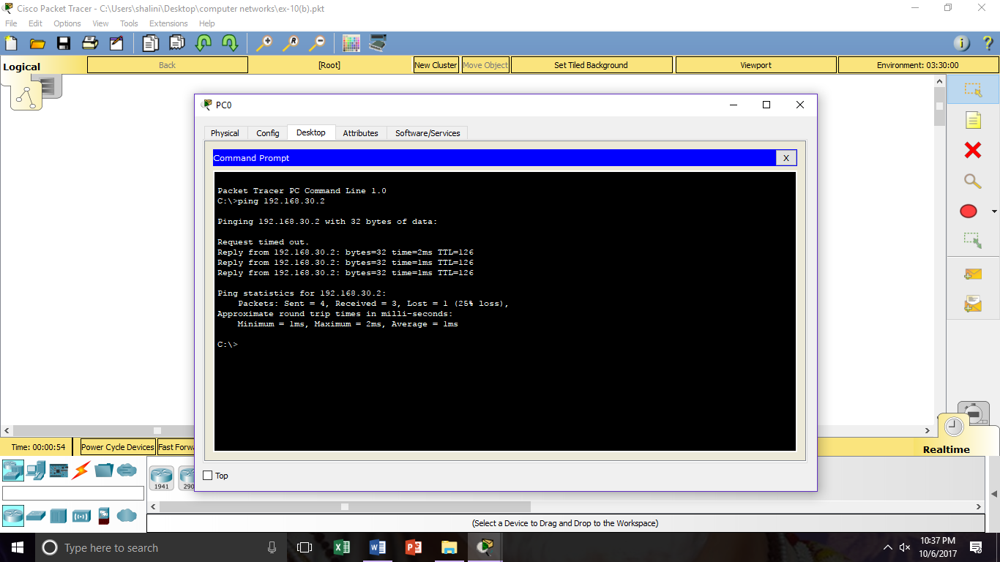 Cisco Packet Tracer - C:\Users\shalini\Desktop\computer networks\ex-10(b).pkt
File Edit Options View Tools Extensions Help
Logical Back [Root] New Cluster Move Object Set Tiled Background Viewport Environment: 03:30:00
PC0
Physical Config Desktop Attributes Software/Services
Command Prompt X
Packet Tracer PC Command Line 1.0
C:\>ping 192.168.30.2
Pinging 192.168.30.2 with 32 bytes of data:
Request timed out.
Reply from 192.168.30.2: bytes=32 time=2ms TTL=126
Reply from 192.168.30.2: bytes=32 time=1ms TTL=126
Reply from 192.168.30.2: bytes=32 time=1ms TTL=126
Ping statistics for 192.168.30.2:
Packets: Sent = 4, Received = 3, Lost = 1 (25% loss),
Approximate round trip times in milli-seconds:
Minimum = 1ms, Maximum = 2ms, Average = 1ms
C:\>
Time: 00:00:54 Power Cycle Devices Fast Forwa
Realtime
Top
1941 290
(Select a Device to Drag and Drop to the Workspace)
Type here to search
10:37 PM
10/6/2017